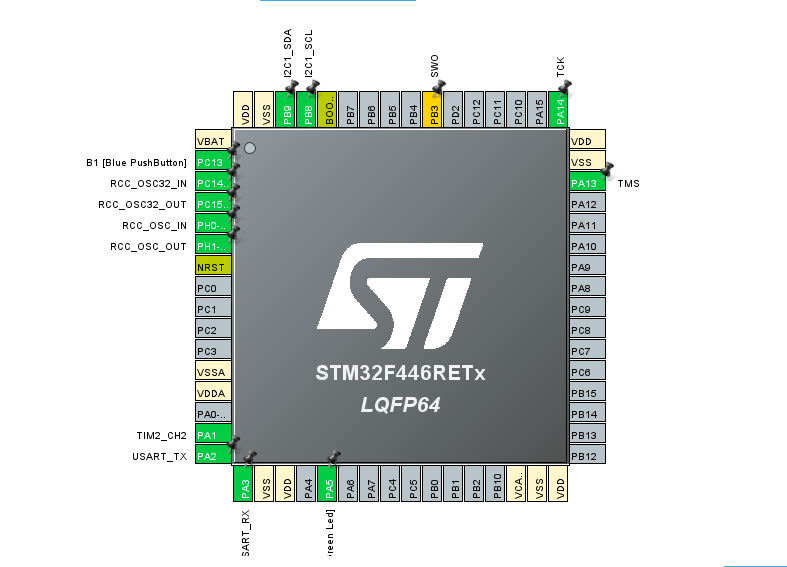 I2C1_SDA
I2C1_SCL
SWO
TCK
VDD
VSS
PB9
PB8
BOO..
PB7
PB6
PB5
PB4
PB3
PD2
PC12
PC11
PC10
PA15
PA14
VBAT
B1 [Blue PushButton] PC13
RCC_OSC32_IN PC14..
RCC_OSC32_OUT PC15..
RCC_OSC_IN PH0-..
RCC_OSC_OUT PH1-..
NRST
PC0
PC1
PC2
PC3
VSSA
VDDA
PA0-..
TIM2_CH2 PA1
USART_TX PA2
ST
STM32F446RETx
LQFP64
VDD
VSS
PA13 TMS
PA12
PA11
PA10
PA9
PA8
PC9
PC8
PC7
PC6
PB15
PB14
PB13
PB12
PA3
VSS
VDD
PA4
PA5
PA6
PA7
PC4
PC5
PB0
PB1
PB2
PB10
VCA..
VSS
VDD
SART_RX
reen Led]